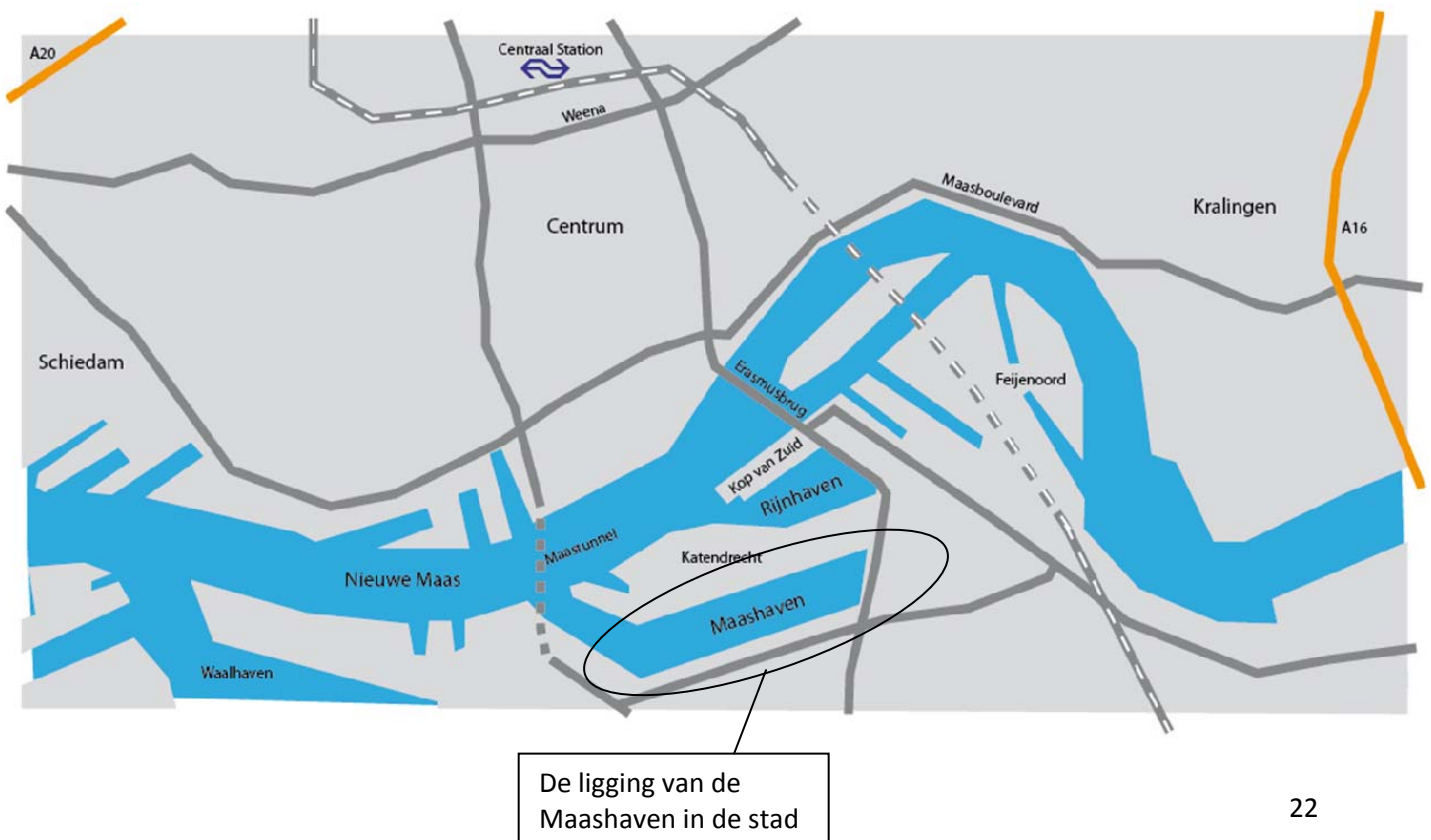 A20
Centraal Station
Weena
Maasboulevard
Kralingen
Centrum
A16
Schiedam
Erasmusbrug
Feijenoord
Kop van Zuid
Rijnhaven
Maastunnel
Katendrecht
Nieuwe Maas
Maashaven
Waalhaven
De ligging van de
Maashaven in de stad
22